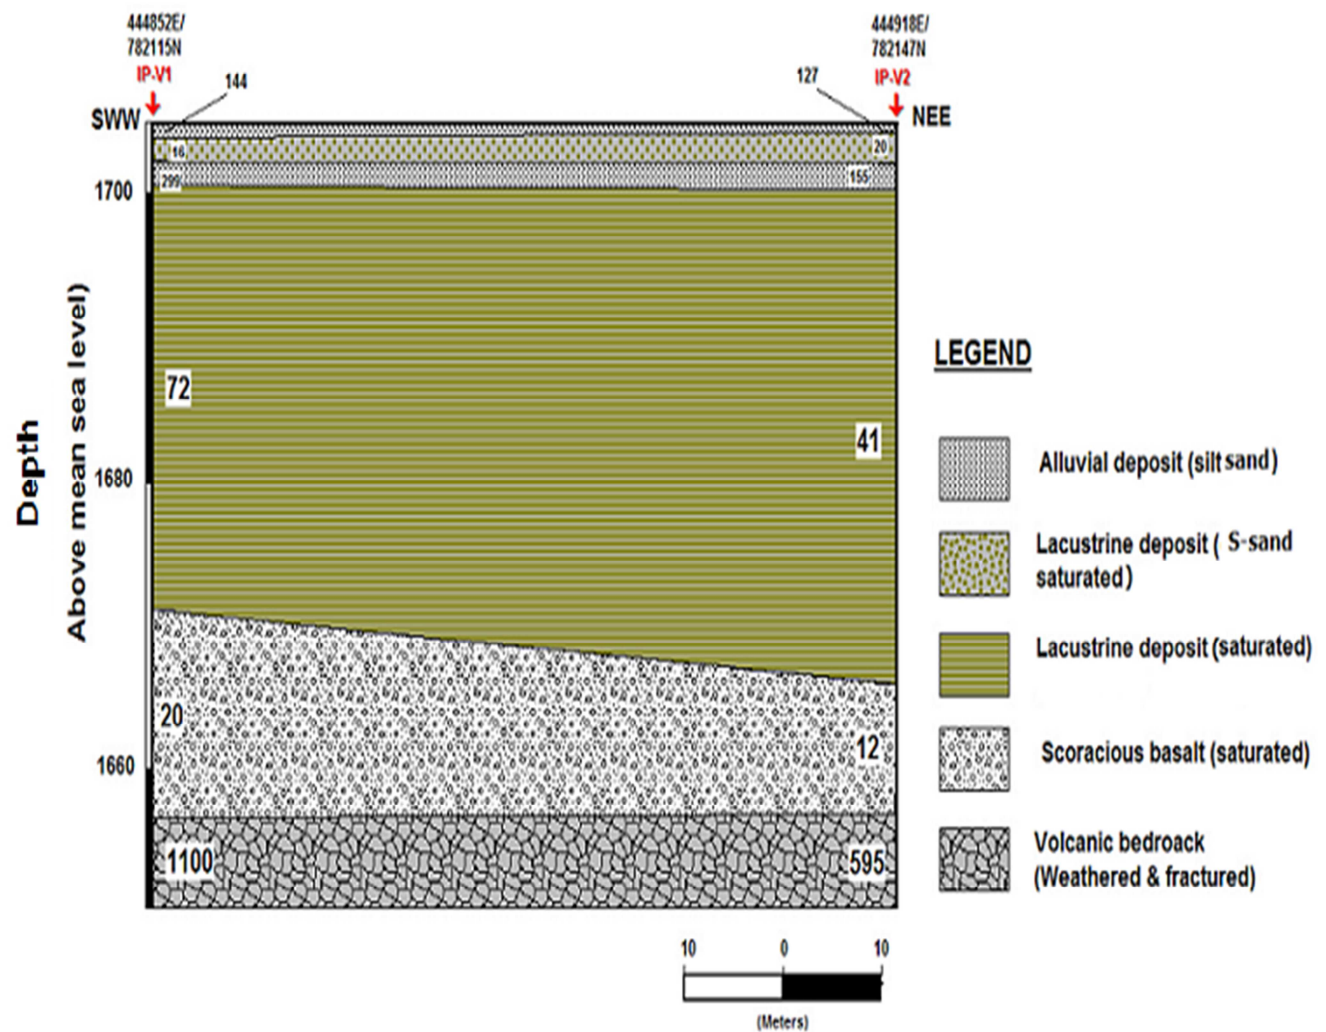 444852E/
782115N
IP-V1
144
SWW
444918E/
782147N
IP-V2
127
NEE
16
20
299
155
1700
72
41
1680
20
12
1660
1100
595
Depth
Above mean sea level)
LEGEND
Alluvial deposit (silt sand)
Lacustrine deposit ( S-sand
saturated)
Lacustrine deposit (saturated)
Scoracious basalt (saturated)
Volcanic bedroack
(Weathered & fractured)
10 0 10
(Meters)